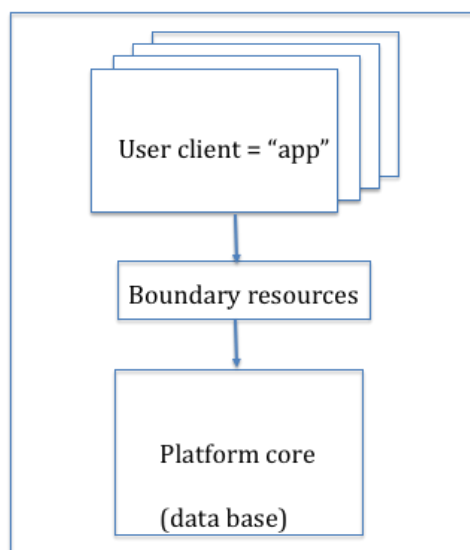 User client = “app”
Boundary resources
Platform core
(data base)